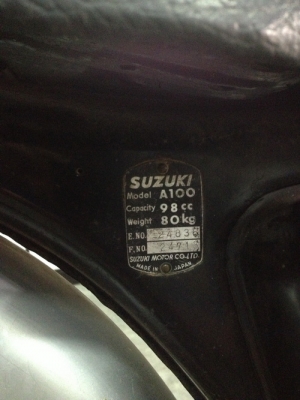 SUZUKI
Model A100
Capacity 98cc
Weight 80kg
E.NO.
F.NO.
SUZUKI MOTOR CO-LTD.
MADE IN JAPAN